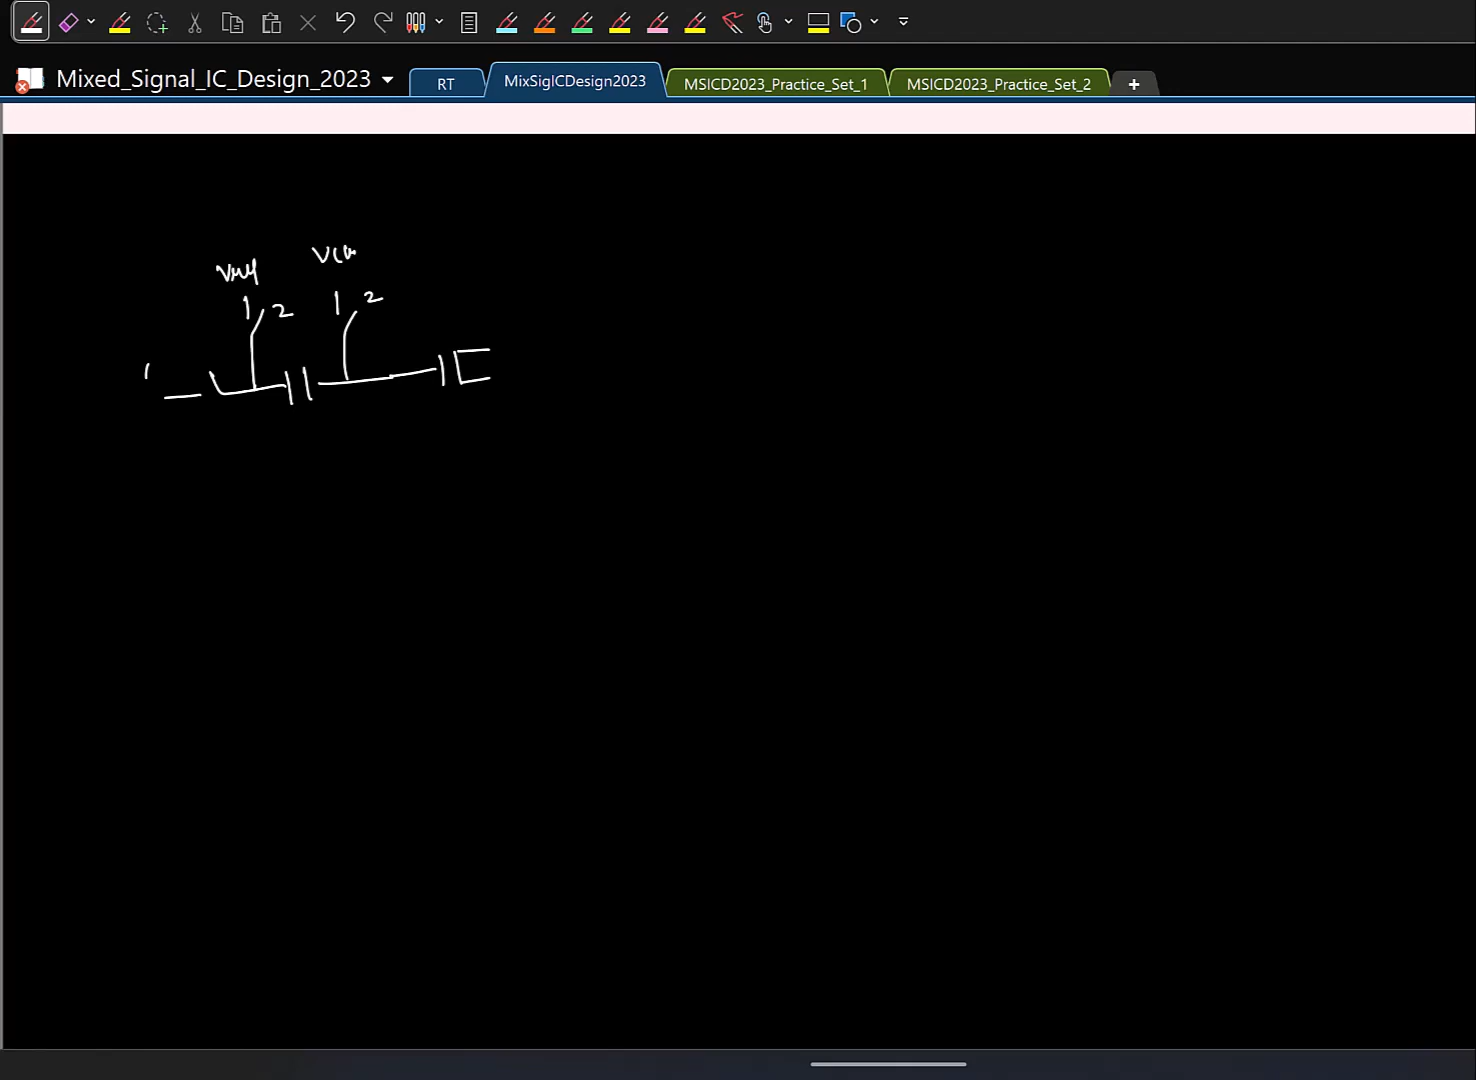 Mixed_Signal_IC_Design_2023
RT
MixSigICDesign2023
MSICD2023_Practice_Set_1
MSICD2023_Practice_Set_2
1 2
1 2